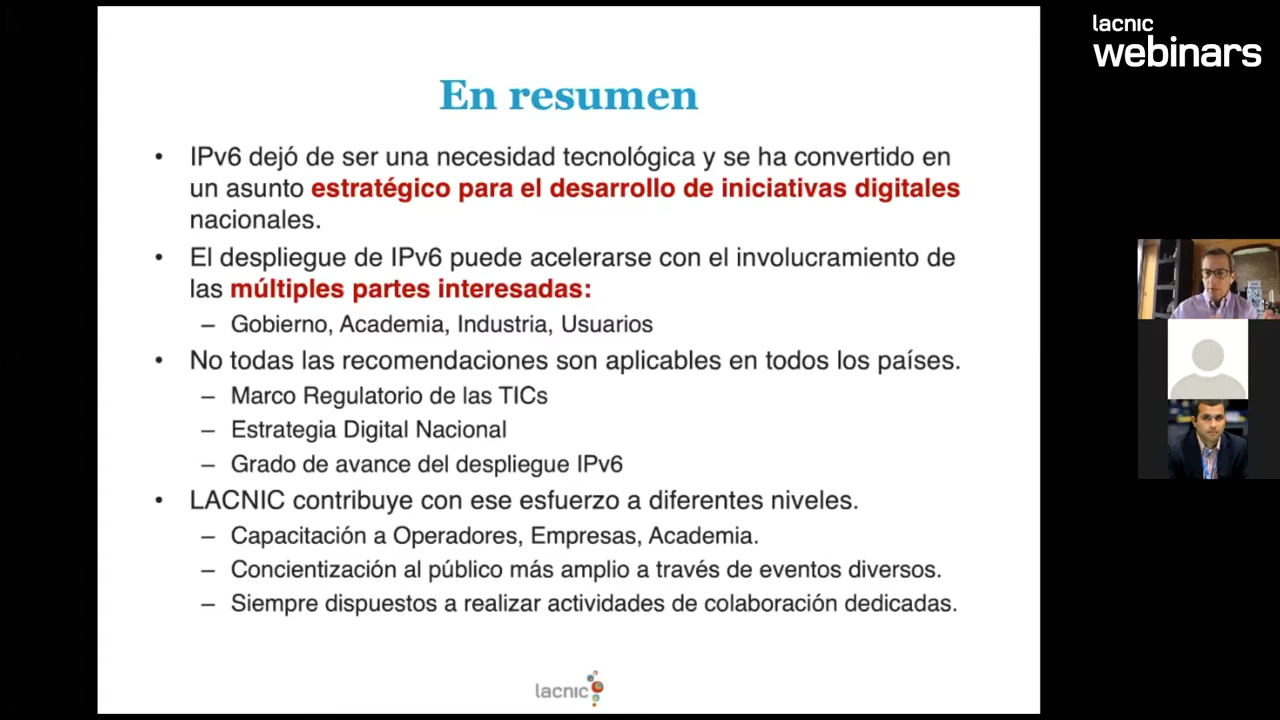 lacnic
webinars
En resumen
• IPv6 dejó de ser una necesidad tecnológica y se ha convertido en
un asunto estratégico para el desarrollo de iniciativas digitales
nacionales.
• El despliegue de IPv6 puede acelerarse con el involucramiento de
las múltiples partes interesadas:
– Gobierno, Academia, Industria, Usuarios
• No todas las recomendaciones son aplicables en todos los países.
– Marco Regulatorio de las TICs
– Estrategia Digital Nacional
– Grado de avance del despliegue IPv6
• LACNIC contribuye con ese esfuerzo a diferentes niveles.
– Capacitación a Operadores, Empresas, Academia.
– Concientización al público más amplio a través de eventos diversos.
– Siempre dispuestos a realizar actividades de colaboración dedicadas.
lacnic